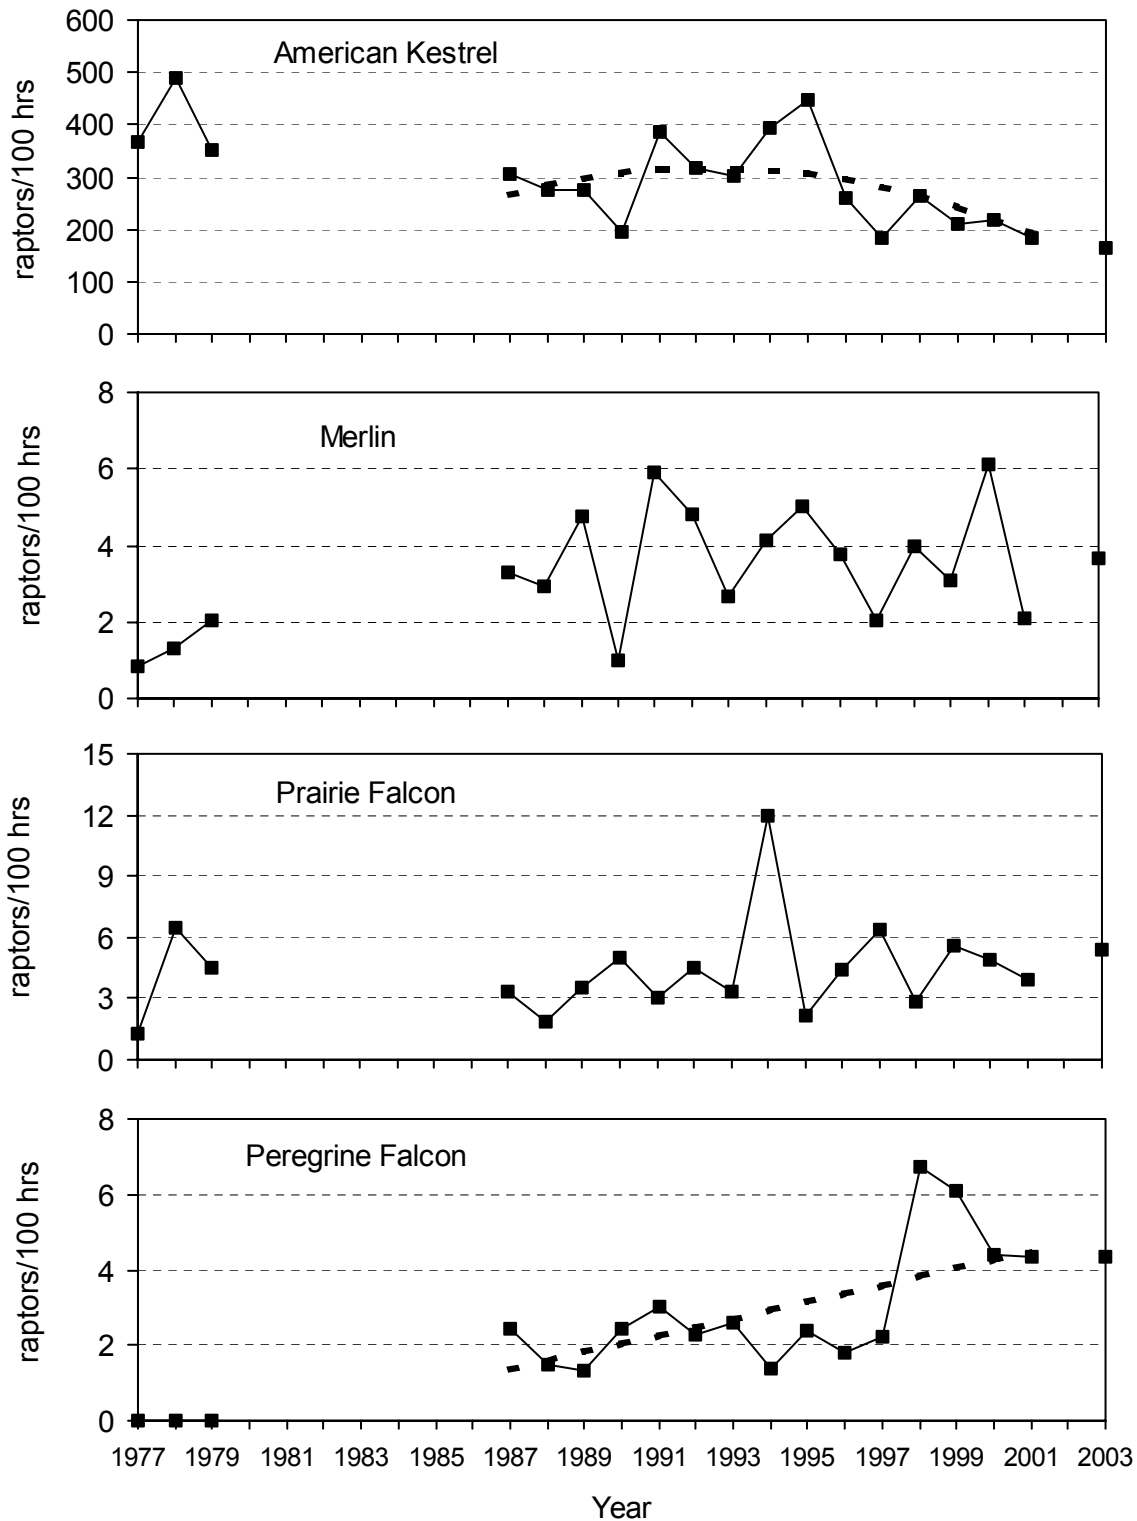 American Kestrel
raptors/100 hrs
600
500
400
300
200
100
0
Merlin
raptors/100 hrs
8
6
4
2
0
Prairie Falcon
raptors/100 hrs
15
12
9
6
3
0
Peregrine Falcon
raptors/100 hrs
8
6
4
2
0
1977 1979 1981 1983 1985 1987 1989 1991 1993 1995 1997 1999 2001 2003
Year